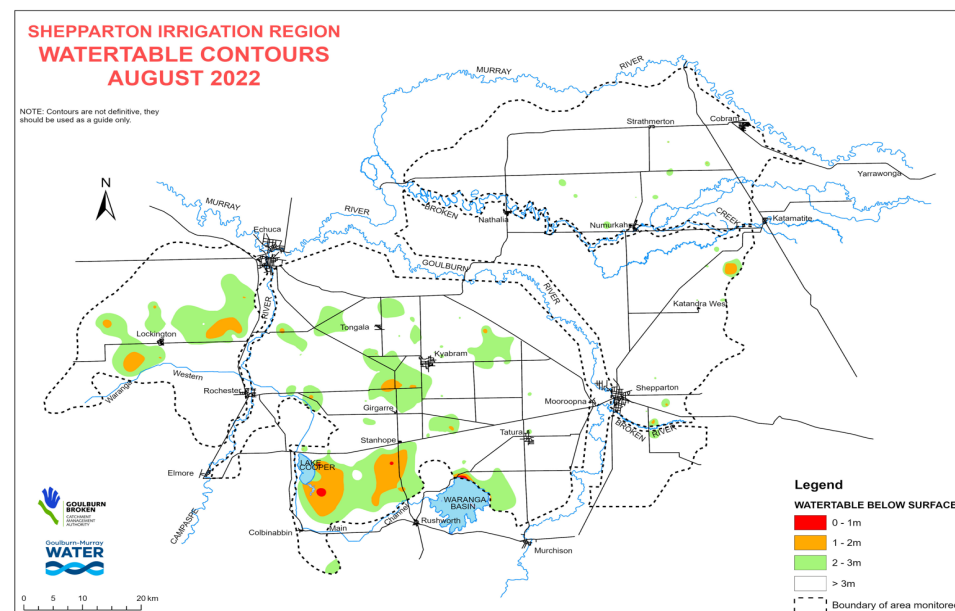 SHEPPARTON IRRIGATION REGION
WATERTABLE CONTOURS
AUGUST 2022
NOTE: Contours are not definitive, they
should be used as a guide only.
N
MURRAY
RIVER
Strathmerton
Cobram
Yarrawonga
MURRAY
RIVER
BROKEN
CREEK
Nathalia
Numurkah
Katamatite
Echuca
GOULBURN
RIVER
RIVER
Katandra Wes
Lockington
Tongala
Kyabram
Waranga
Western
Rochester
Girgarre
Mooroopna
Shepparton
Stanhope
Tatura
BROKEN
RIVER
Elmore
LAKE
COOPER
WARANGA
BASIN
CAMPASPE
Colbinabbin
Main
Channel
Rushworth
Murchison
GOULBURN
BROKEN
CATCHMENT
MANAGEMENT
AUTHORITY
Goulburn-Murray
WATER
0 5 10 20 km
Legend
WATERTABLE BELOW SURFACE
0 - 1m
1 - 2m
2 - 3m
> 3m
Boundary of area monitored